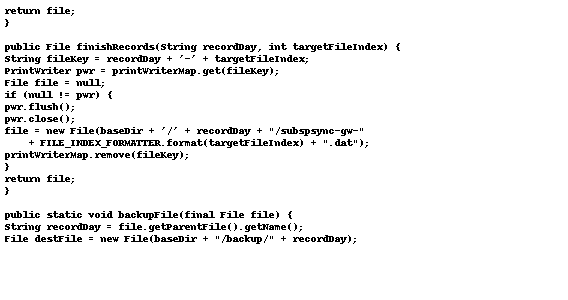 return file;
}

public File finishRecords(String recordDay, int targetFileIndex) {
String fileKey = recordDay + '-' + targetFileIndex;
PrintWriter pwr = printWriterMap.get(fileKey);
File file = null;
if (null != pwr) {
pwr.flush();
pwr.close();
file = new File(baseDir + '/' + recordDay + "/subspsync-gw-"
    + FILE_INDEX_FORMATTER.format(targetFileIndex) + ".dat");
printWriterMap.remove(fileKey);
}
return file;
}

public static void backupFile(final File file) {
String recordDay = file.getParentFile().getName();
File destFile = new File(baseDir + "/backup/" + recordDay);